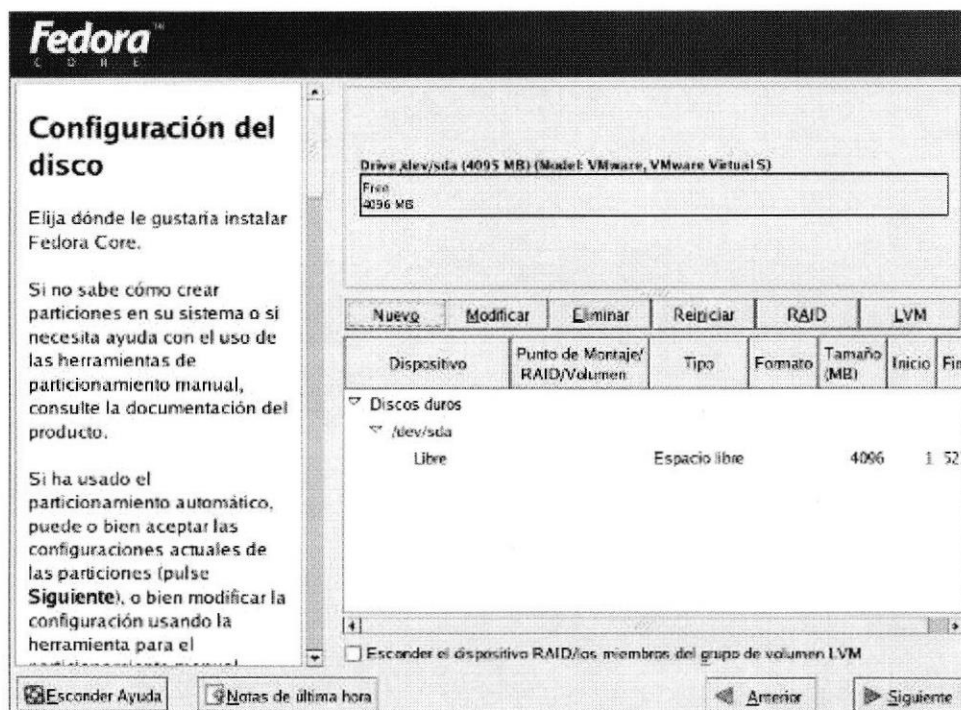 Fedora™
CORE
Configuración del
disco
Elija dónde le gustaría instalar
Fedora Core.
Si no sabe cómo crear
particiones en su sistema o si
necesita ayuda con el uso de
las herramientas de
particionamiento manual,
consulte la documentación del
producto.
Si ha usado el
particionamiento automático,
puede o bien aceptar las
configuraciones actuales de
las particiones (pulse
Siguiente), o bien modificar la
configuración usando la
herramienta para el
Drive /dev/sda (4095 MB) (Model: VMware, VMware Virtual S)
Free
4096 MB
Nuevo Modificar Eliminar Reiniciar RAID LVM
Dispositivo Punto de Montaje/ RAID/Volumen Tipo Formato Tamaño (MB) Inicio Fin
Discos duros
/dev/sda
Libre Espacio libre 4096 1 52
Esconder el dispositivo RAID/los miembros del grupo de volumen LVM
Esconder Ayuda Notas de última hora Anterior Siguiente